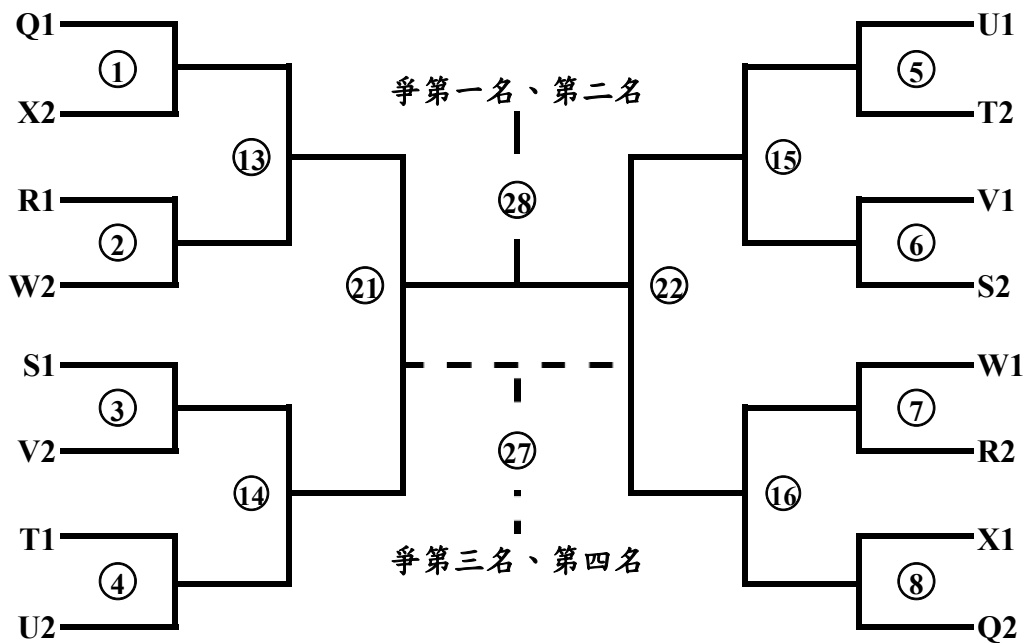 Q1
①
X2
⑬
R1
②
W2
㉑
S1
③
V2
⑭
T1
④
U2
爭第一名、第二名
㉘
㉗
爭第三名、第四名
U1
⑤
T2
⑮
V1
⑥
S2
㉒
W1
⑦
R2
⑯
X1
⑧
Q2